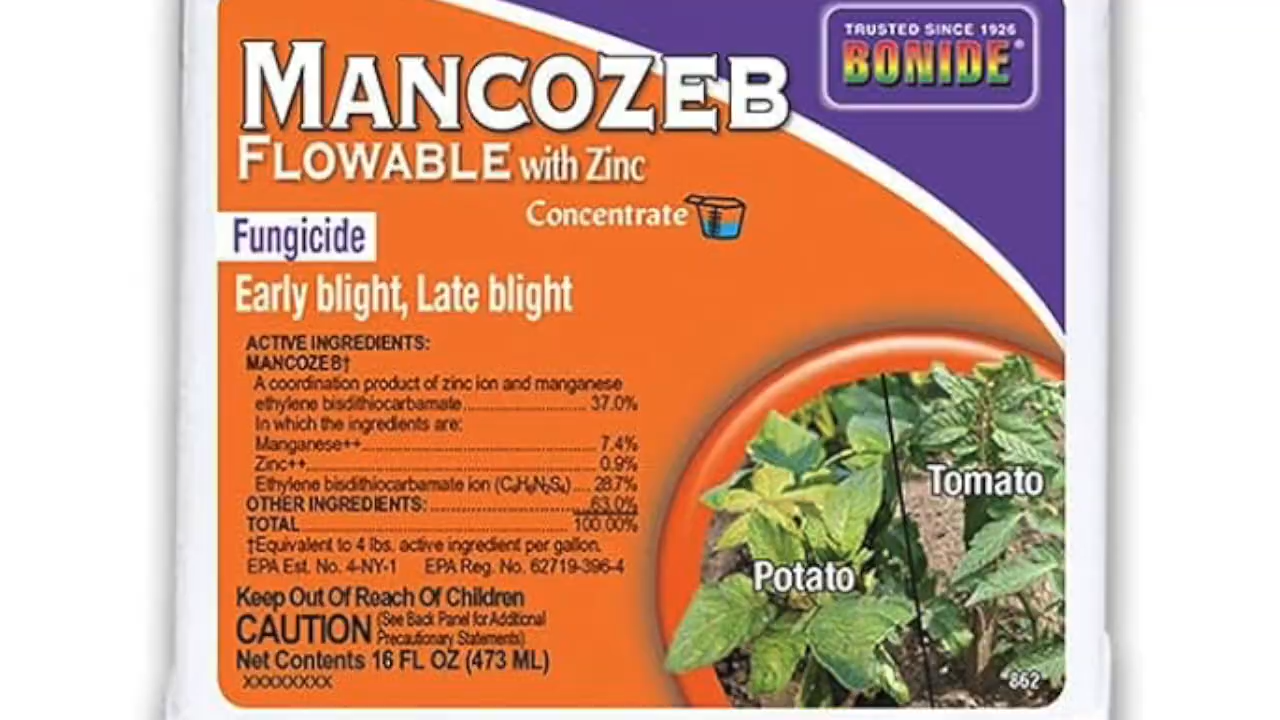 TRUSTED SINCE 1926
BONIDE®
MANCOZEB
FLOWABLE with Zinc
Concentrate
Fungicide
Early blight, Late blight
ACTIVE INGREDIENTS:
MANCOZEB†
A coordination product of zinc ion and manganese
ethylene bisdithiocarbamate.......................... 37.0%
In which the ingredients are:
Manganese++.................................................. 7.4%
Zinc++............................................................. 0.9%
Ethylene bisdithiocarbamate ion (C₄H₆N₂S₄).... 28.7%
OTHER INGREDIENTS:................................ 63.0%
TOTAL........................................................ 100.00%
†Equivalent to 4 lbs. active ingredient per gallon.
EPA Est. No. 4-NY-1 EPA Reg. No. 62719-396-4
Keep Out Of Reach Of Children
CAUTION (See Back Panel for Additional
Precautionary Statements)
Net Contents 16 FL OZ (473 ML)
XXXXXXXX
Tomato
Potato
862